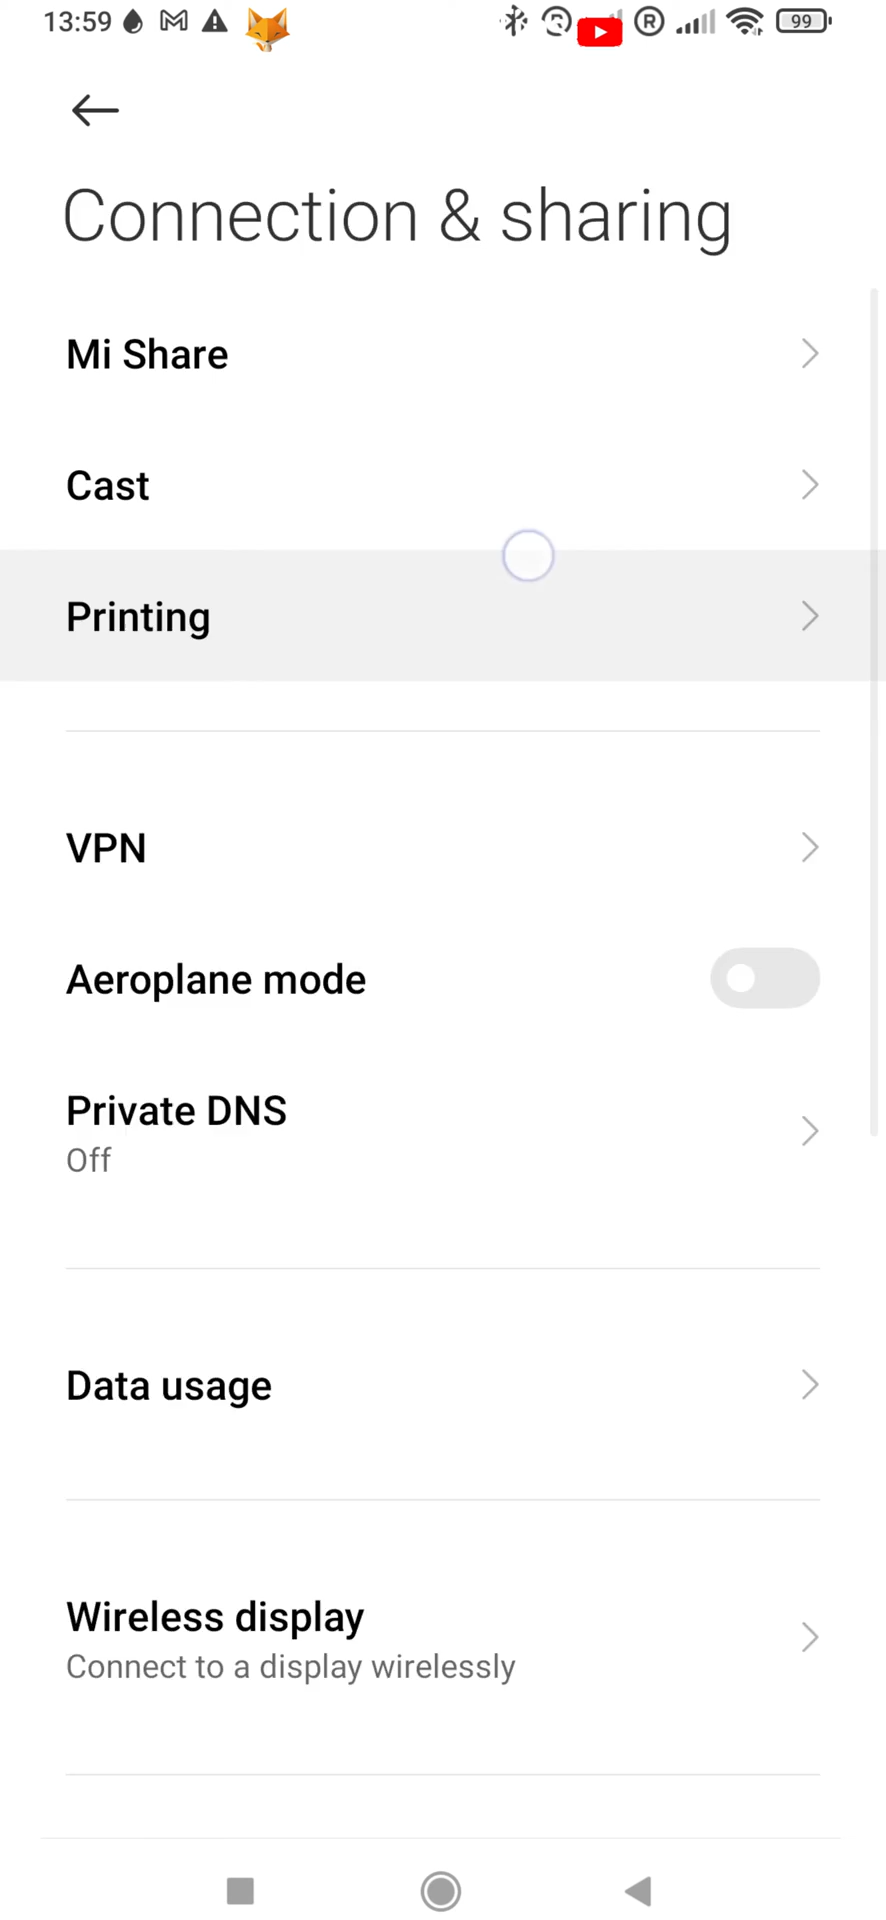 13:59
99
Connection & sharing
Mi Share
Cast
Printing
VPN
Aeroplane mode
Private DNS
Off
Data usage
Wireless display
Connect to a display wirelessly